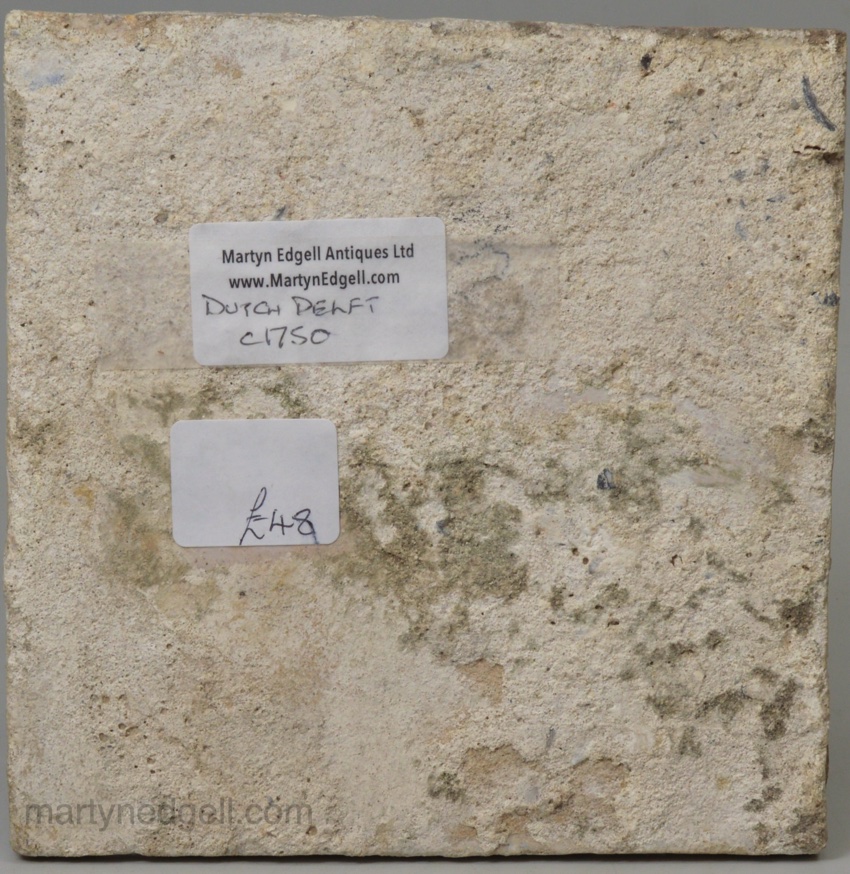 Martyn Edgell Antiques Ltd
www.MartynEdgell.com
DUTCH DELFT
c1750
£48
martynedgell.com